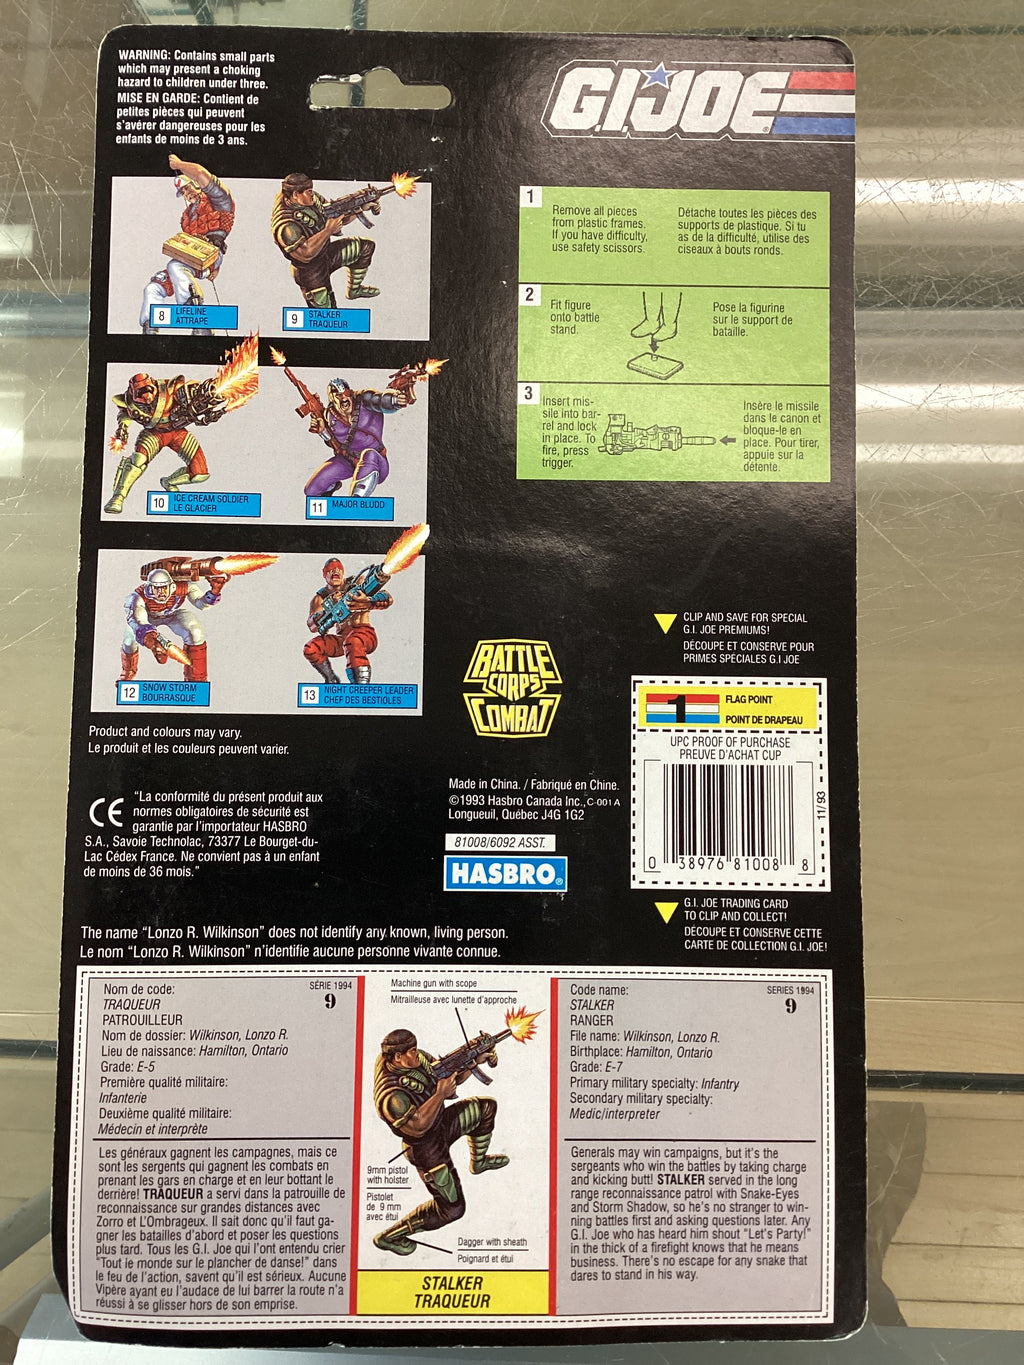 WARNING: Contains small parts
which may present a choking
hazard to children under three.
MISE EN GARDE: Contient de
petites pièces qui peuvent
s'avérer dangereuses pour les
enfants de moins de 3 ans.
G.I.JOE®
8 LIFELINE
ATTRAPE
9 STALKER
TRAQUEUR
10 ICE CREAM SOLDIER
LE GLACIER
11 MAJOR BLUDD
12 SNOW STORM
BOURRASQUE
13 NIGHT CREEPER LEADER
CHEF DES BESTIOLES
1
Remove all pieces
from plastic frames.
If you have difficulty,
use safety scissors.
Détache toutes les pièces des
supports de plastique. Si tu
as de la difficulté, utilise des
ciseaux à bouts ronds.
2
Fit figure
onto battle
stand.
Pose la figurine
sur le support de
bataille.
3
Insert mis-
sile into bar-
rel and lock
in place. To
fire, press
trigger.
Insère le missile
dans le canon et
bloque-le en
place. Pour tirer,
appuie sur la
détente.
Product and colours may vary.
Le produit et les couleurs peuvent varier.
CE
"La conformité du présent produit aux
normes obligatoires de sécurité est
garantie par l'importateur HASBRO
S.A., Savoie Technolac, 73377 Le Bourget-du-
Lac Cédex France. Ne convient pas à un enfant
de moins de 36 mois."
BATTLE
CORPS
COMBAT
Made in China. / Fabriqué en Chine.
©1993 Hasbro Canada Inc., C-001 A
Longueuil, Québec J4G 1G2
81008/6092 ASST.
HASBRO®
CLIP AND SAVE FOR SPECIAL
G.I. JOE PREMIUMS!
DÉCOUPE ET CONSERVE POUR
PRIMES SPÉCIALES G.I JOE
1
FLAG POINT
POINT DE DRAPEAU
UPC PROOF OF PURCHASE
PREUVE D'ACHAT CUP
0 38976 81008 8
11/93
G.I. JOE TRADING CARD
TO CLIP AND COLLECT!
DÉCOUPE ET CONSERVE CETTE
CARTE DE COLLECTION G.I. JOE!
The name "Lonzo R. Wilkinson" does not identify any known, living person.
Le nom "Lonzo R. Wilkinson" n'identifie aucune personne vivante connue.
Nom de code:
SÉRIE 1994
9
TRAQUEUR
PATROUILLEUR
Nom de dossier: Wilkinson, Lonzo R.
Lieu de naissance: Hamilton, Ontario
Grade: E-5
Première qualité militaire:
Infanterie
Deuxième qualité militaire:
Médecin et interprète
Les généraux gagnent les campagnes, mais ce
sont les sergents qui gagnent les combats en
prenant les gars en charge et en leur bottant le
derrière! TRAQUEUR a servi dans la patrouille de
reconnaissance sur grandes distances avec
Zorro et L'Ombrageux. Il sait donc qu'il faut ga-
gner les batailles d'abord et poser les questions
plus tard. Tous les G.I. Joe qui l'ont entendu crier
"Tout le monde sur le plancher de danse!" dans
le feu de l'action, savent qu'il est sérieux. Aucune
Vipère ayant eu l'audace de lui barrer la route n'a
réussi à se glisser hors de son emprise.
Machine gun with scope
Mitrailleuse avec lunette d'approche
9mm pistol
with holster
Pistolet
de 9 mm
avec étui
Dagger with sheath
Poignard et étui
STALKER
TRAQUEUR
Code name:
SERIES 1994
9
STALKER
RANGER
File name: Wilkinson, Lonzo R.
Birthplace: Hamilton, Ontario
Grade: E-7
Primary military specialty: Infantry
Secondary military specialty:
Medic/interpreter
Generals may win campaigns, but it's the
sergeants who win the battles by taking charge
and kicking butt! STALKER served in the long
range reconnaissance patrol with Snake-Eyes
and Storm Shadow, so he's no stranger to win-
ning battles first and asking questions later. Any
G.I. Joe who has heard him shout "Let's Party!"
in the thick of a firefight knows that he means
business. There's no escape for any snake that
dares to stand in his way.